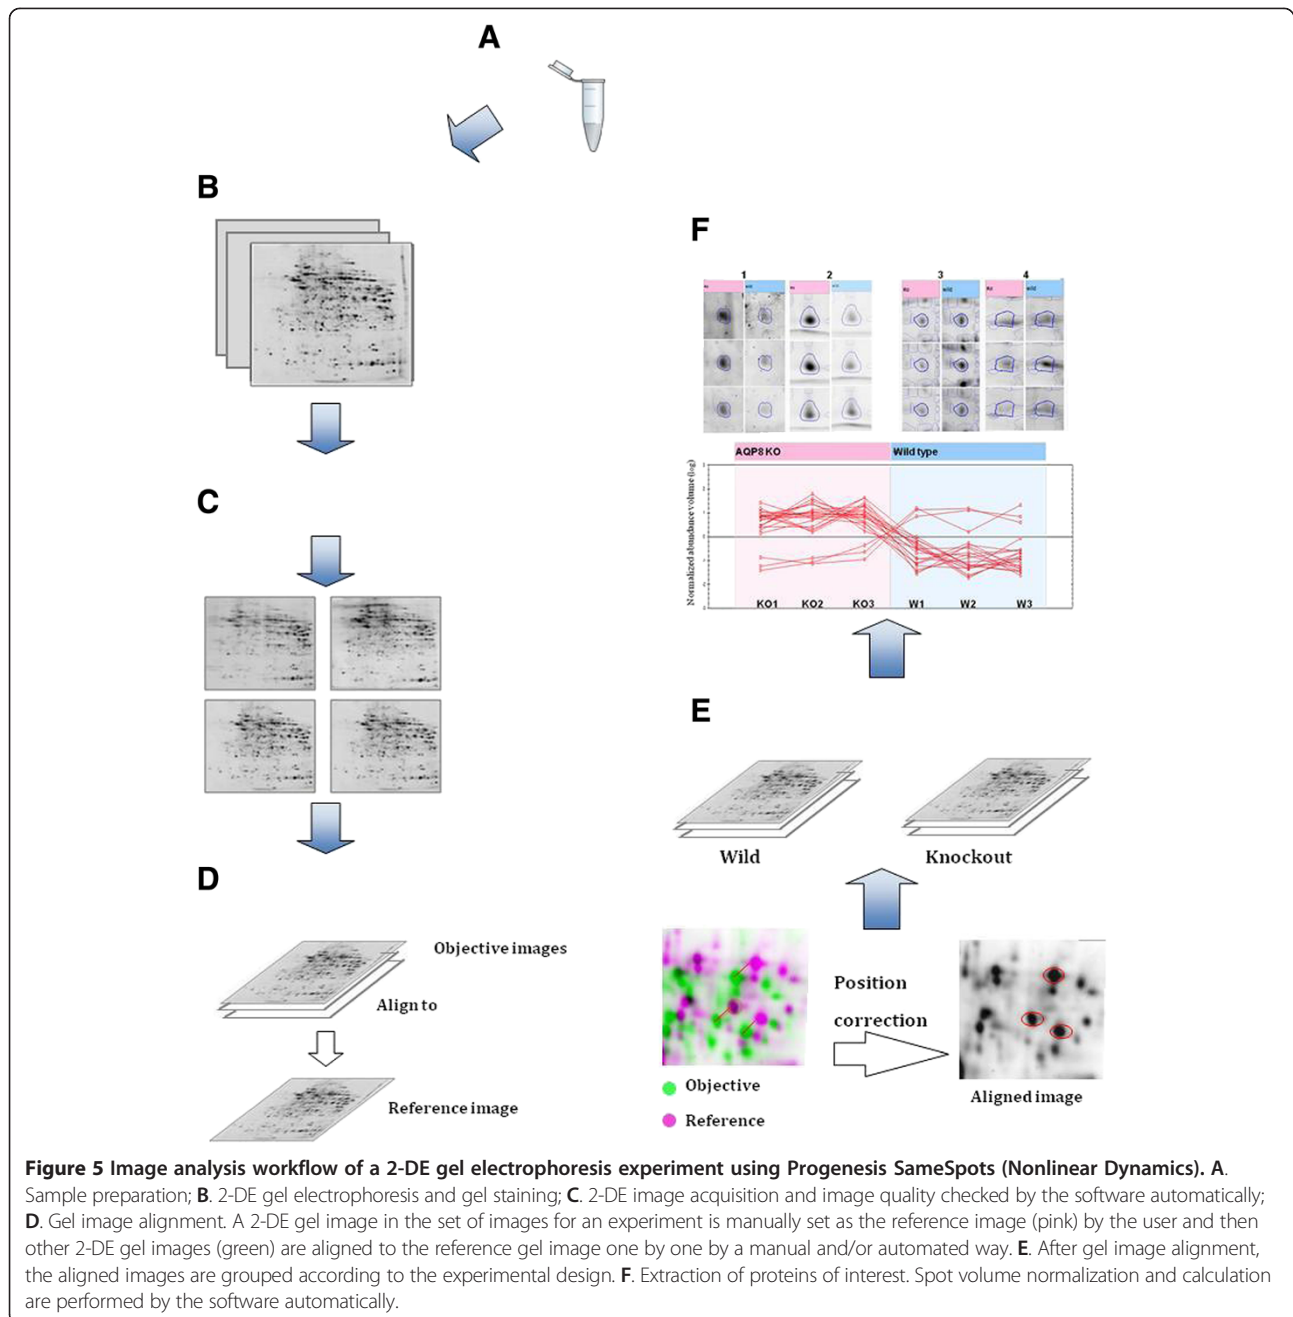 A
B
C
D
Objective images
Align to
Reference image
F
1 2 3 4
AQP8 KO Wild type
Normalized abundance volume (log)
KO1 KO2 KO3 W1 W2 W3
E
Wild Knockout
Position
correction
Objective
Reference
Aligned image
Figure 5 Image analysis workflow of a 2-DE gel electrophoresis experiment using Progenesis SameSpots (Nonlinear Dynamics). A.
Sample preparation; B. 2-DE gel electrophoresis and gel staining; C. 2-DE image acquisition and image quality checked by the software automatically;
D. Gel image alignment. A 2-DE gel image in the set of images for an experiment is manually set as the reference image (pink) by the user and then
other 2-DE gel images (green) are aligned to the reference gel image one by one by a manual and/or automated way. E. After gel image alignment,
the aligned images are grouped according to the experimental design. F. Extraction of proteins of interest. Spot volume normalization and calculation
are performed by the software automatically.